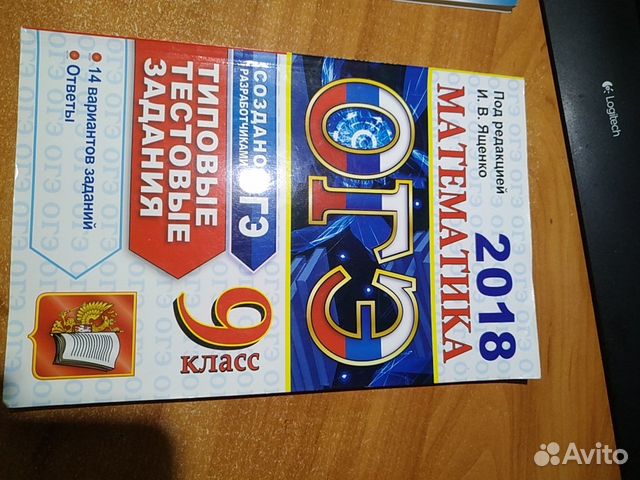 Под редакцией
И. В. Ященко
2018
МАТЕМАТИКА
ОГЭ
СОЗДАНО
РАЗРАБОТЧИКАМИ
ОГЭ
ТИПОВЫЕ
ТЕСТОВЫЕ
ЗАДАНИЯ
14 вариантов заданий
Ответы
9
КЛАСС
Logitech
Avito